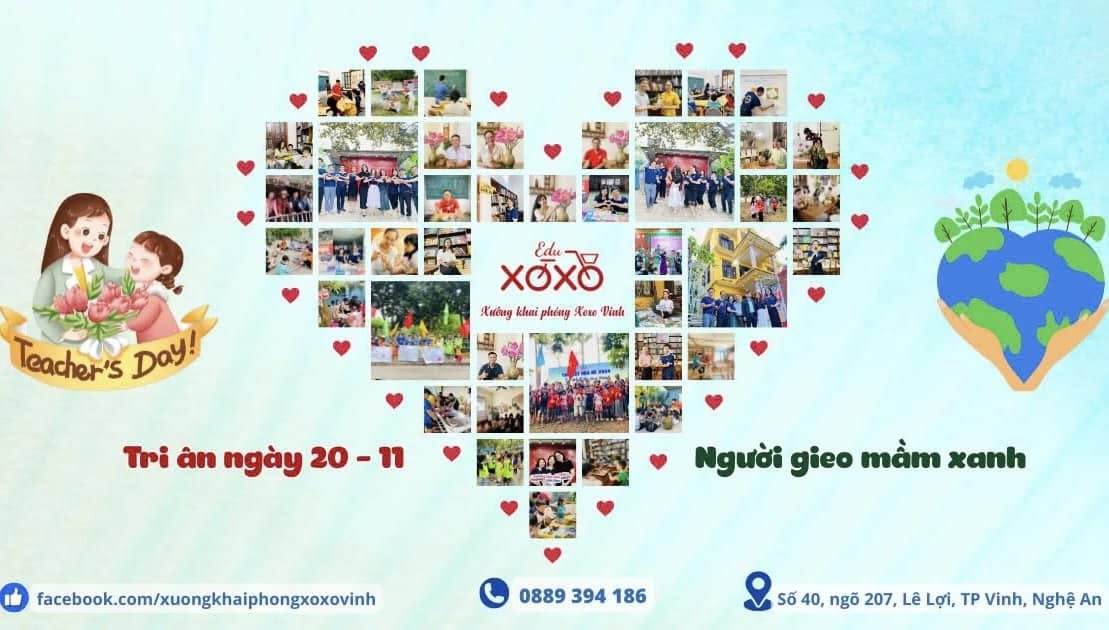 Edu
XOXO
Xưởng khai phóng Xoxo Vinh
Teacher's Day!
Tri ân ngày 20 - 11
Người gieo mầm xanh
facebook.com/xuongkhaiphongxoxovinh
0889 394 186
Số 40, ngõ 207, Lê Lợi, TP Vinh, Nghệ An